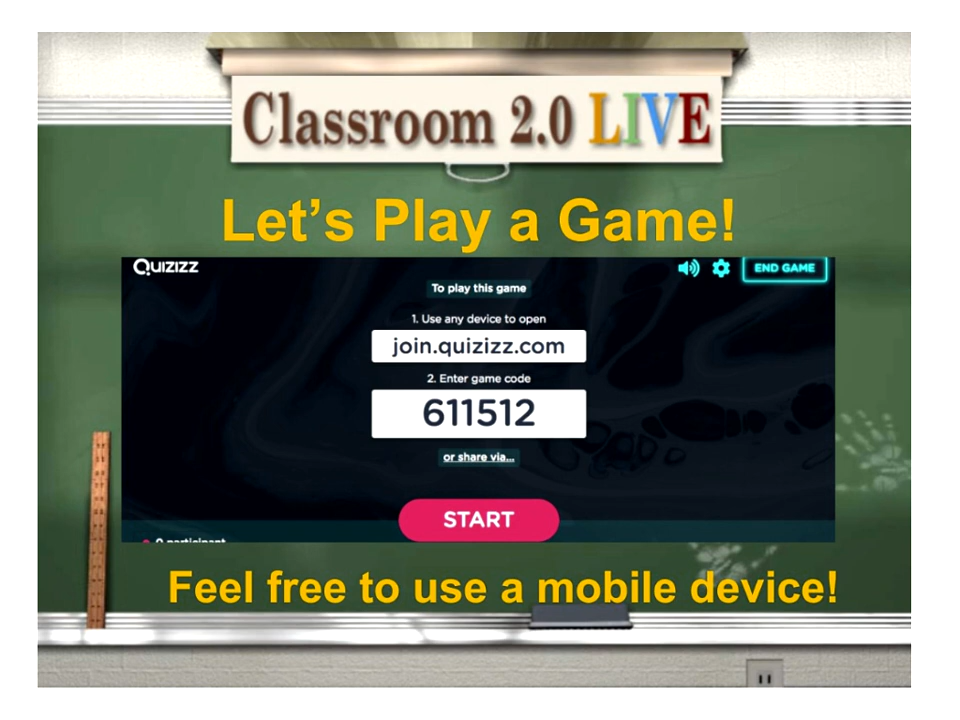 Classroom 2.0 LIVE
Let's Play a Game!
Quizizz
END GAME
To play this game
1. Use any device to open
join.quizizz.com
2. Enter game code
611512
or share via...
START
0 participant
Feel free to use a mobile device!